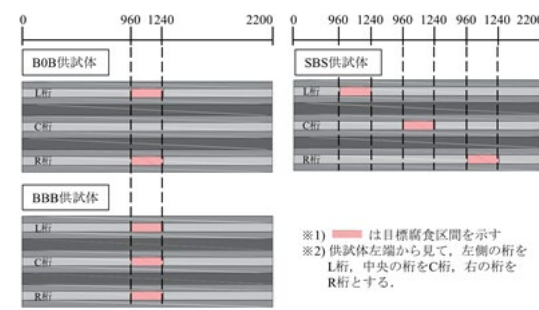 0 960 1240 2200
B0B供試体
L桁
C桁
R桁
BBB供試体
L桁
C桁
R桁
0 960 1240 960 1240 960 1240 2200
SBS供試体
L桁
C桁
R桁
※1) は目標腐食区間を示す
※2) 供試体左端から見て，左側の桁を
L桁，中央の桁をC桁，右の桁を
R桁とする．